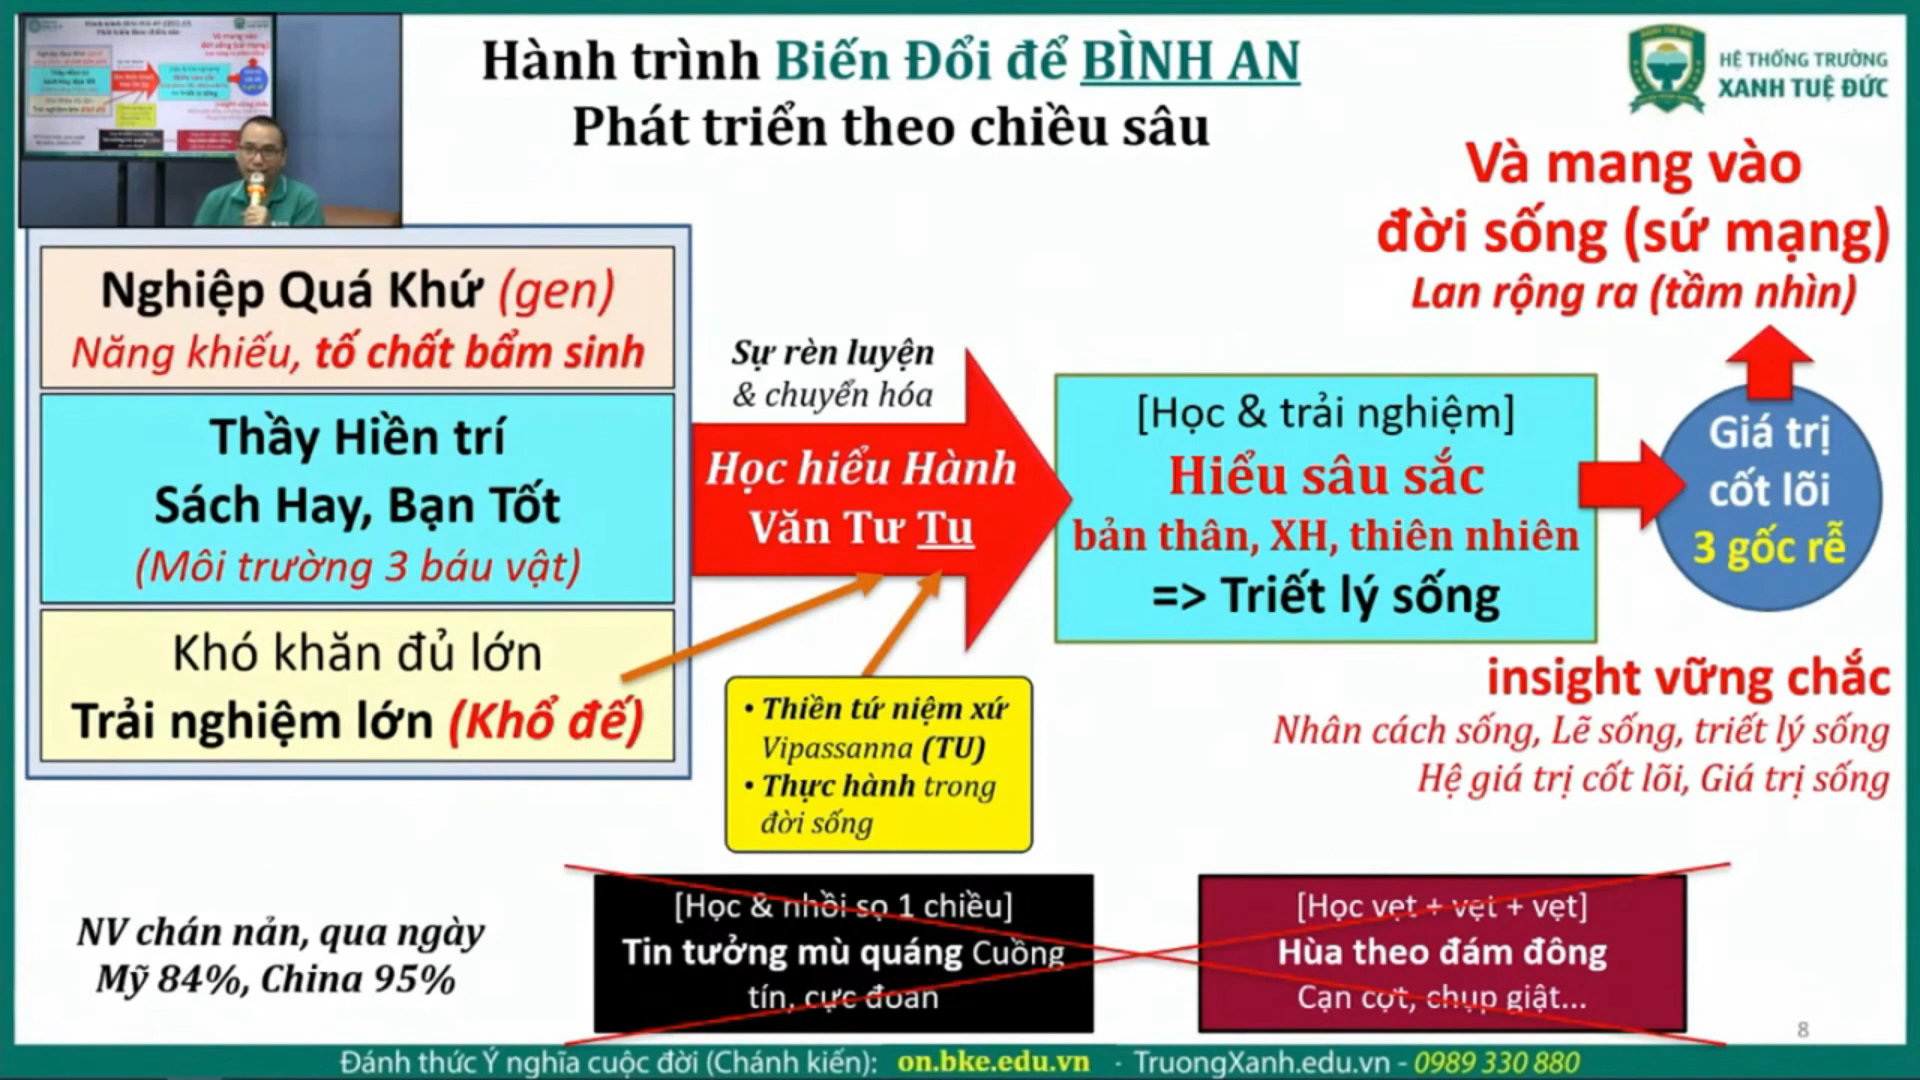 Hành trình Biến Đổi để BÌNH AN
Phát triển theo chiều sâu
HỆ THỐNG TRƯỜNG
XANH TUỆ ĐỨC
Và mang vào
đời sống (sứ mạng)
Lan rộng ra (tầm nhìn)
Nghiệp Quá Khứ (gen)
Năng khiếu, tố chất bẩm sinh
Thầy Hiền trí
Sách Hay, Bạn Tốt
(Môi trường 3 báu vật)
Khó khăn đủ lớn
Trải nghiệm lớn (Khổ đế)
Sự rèn luyện
& chuyển hóa
Học hiểu Hành
Văn Tư Tu
• Thiền tứ niệm xứ
Vipassanna (TU)
• Thực hành trong
đời sống
[Học & trải nghiệm]
Hiểu sâu sắc
bản thân, XH, thiên nhiên
=> Triết lý sống
Giá trị
cốt lõi
3 gốc rễ
insight vững chắc
Nhân cách sống, Lẽ sống, triết lý sống
Hệ giá trị cốt lõi, Giá trị sống
NV chán nản, qua ngày
Mỹ 84%, China 95%
[Học & nhồi sọ 1 chiều]
Tin tưởng mù quáng Cuồng
tín, cực đoan
[Học vẹt + vẹt + vẹt]
Hùa theo đám đông
Cạn cợt, chụp giật...
8
Đánh thức Ý nghĩa cuộc đời (Chánh kiến): on.bke.edu.vn - TruongXanh.edu.vn - 0989 330 880